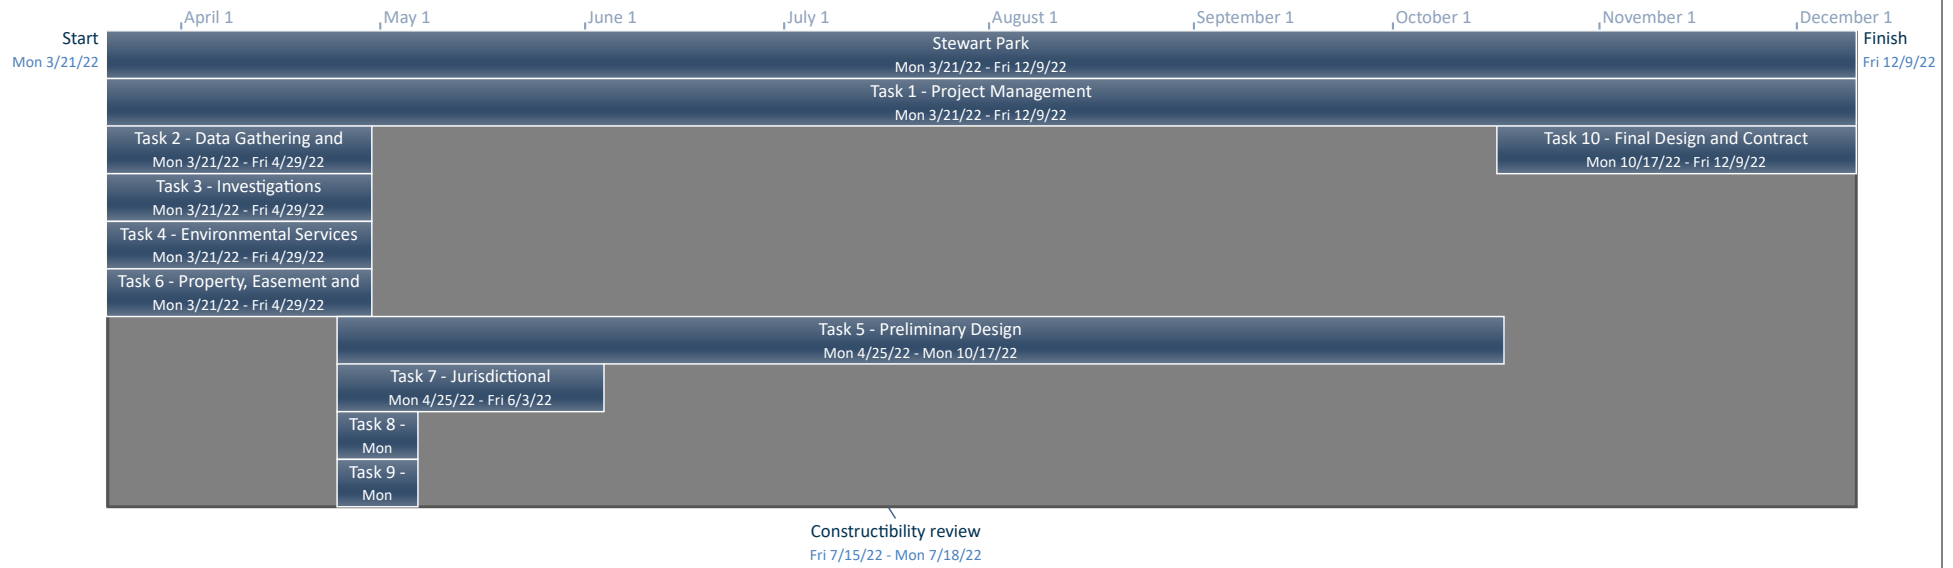 April 1
May 1
June 1
July 1
August 1
September 1
October 1
November 1
December 1
Start
Mon 3/21/22
Stewart Park
Mon 3/21/22 - Fri 12/9/22
Finish
Fri 12/9/22
Task 1 - Project Management
Mon 3/21/22 - Fri 12/9/22
Task 2 - Data Gathering and
Mon 3/21/22 - Fri 4/29/22
Task 10 - Final Design and Contract
Mon 10/17/22 - Fri 12/9/22
Task 3 - Investigations
Mon 3/21/22 - Fri 4/29/22
Task 4 - Environmental Services
Mon 3/21/22 - Fri 4/29/22
Task 6 - Property, Easement and
Mon 3/21/22 - Fri 4/29/22
Task 5 - Preliminary Design
Mon 4/25/22 - Mon 10/17/22
Task 7 - Jurisdictional
Mon 4/25/22 - Fri 6/3/22
Task 8 -
Mon
Task 9 -
Mon
Constructibility review
Fri 7/15/22 - Mon 7/18/22